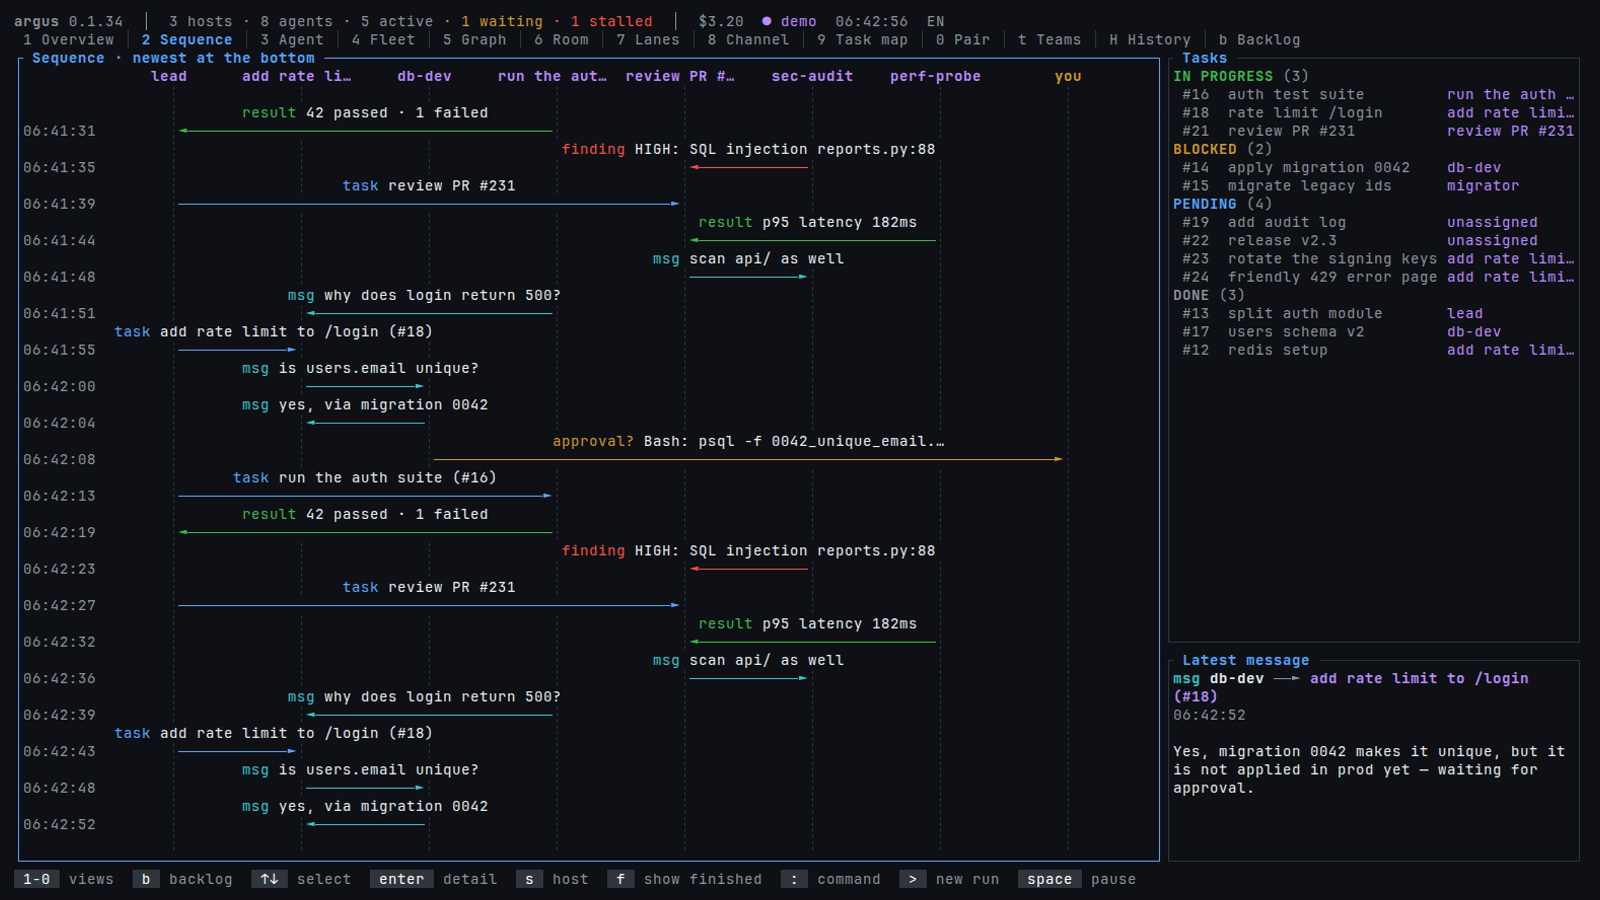 argus 0.1.34 │ 3 hosts · 8 agents · 5 active · 1 waiting · 1 stalled │ $3.20 ● demo 06:42:56 EN
1 Overview │ 2 Sequence │ 3 Agent │ 4 Fleet │ 5 Graph │ 6 Room │ 7 Lanes │ 8 Channel │ 9 Task map │ 0 Pair │ t Teams │ H History │ b Backlog
Sequence · newest at the bottom
lead add rate li… db-dev run the aut… review PR #… sec-audit perf-probe you
result 42 passed · 1 failed
06:41:31
finding HIGH: SQL injection reports.py:88
06:41:35
task review PR #231
06:41:39
result p95 latency 182ms
06:41:44
msg scan api/ as well
06:41:48
msg why does login return 500?
06:41:51
task add rate limit to /login (#18)
06:41:55
msg is users.email unique?
06:42:00
msg yes, via migration 0042
06:42:04
approval? Bash: psql -f 0042_unique_email.…
06:42:08
task run the auth suite (#16)
06:42:13
result 42 passed · 1 failed
06:42:19
finding HIGH: SQL injection reports.py:88
06:42:23
task review PR #231
06:42:27
result p95 latency 182ms
06:42:32
msg scan api/ as well
06:42:36
msg why does login return 500?
06:42:39
task add rate limit to /login (#18)
06:42:43
msg is users.email unique?
06:42:48
msg yes, via migration 0042
06:42:52
Tasks
IN PROGRESS (3)
#16 auth test suite run the auth …
#18 rate limit /login add rate limi…
#21 review PR #231 review PR #231
BLOCKED (2)
#14 apply migration 0042 db-dev
#15 migrate legacy ids migrator
PENDING (4)
#19 add audit log unassigned
#22 release v2.3 unassigned
#23 rotate the signing keys add rate limi…
#24 friendly 429 error page add rate limi…
DONE (3)
#13 split auth module lead
#17 users schema v2 db-dev
#12 redis setup add rate limi…
Latest message
msg db-dev ──► add rate limit to /login
(#18)
06:42:52
Yes, migration 0042 makes it unique, but it
is not applied in prod yet — waiting for
approval.
1-0 views b backlog ↑↓ select enter detail s host f show finished : command > new run space pause